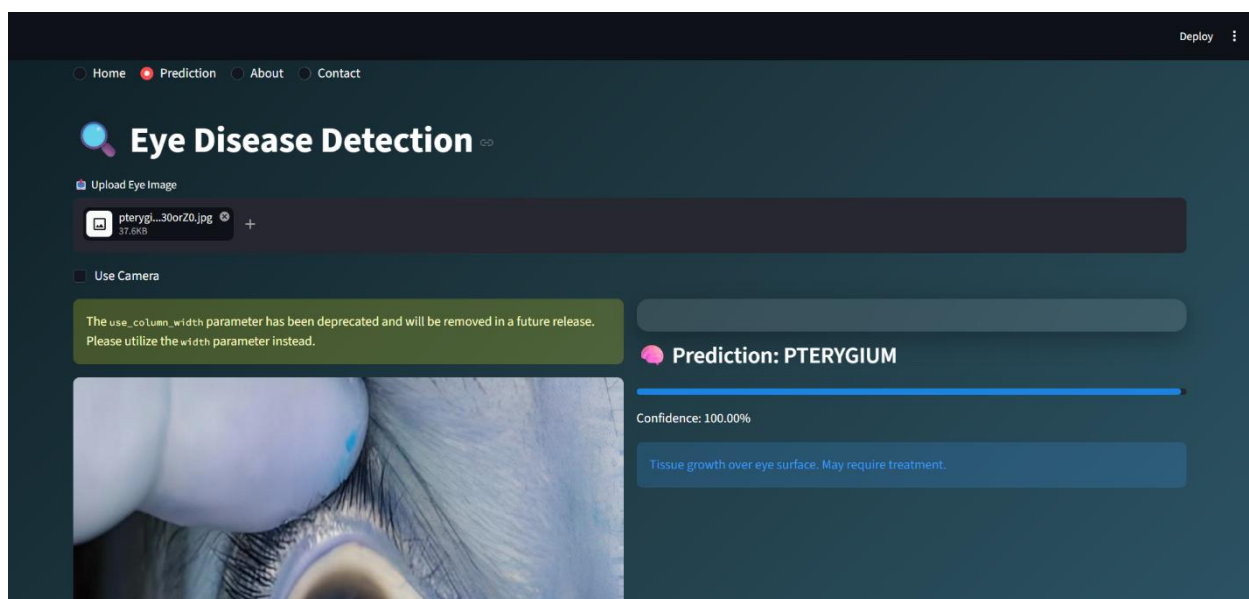 Deploy
Home Prediction About Contact
Eye Disease Detection
Upload Eye Image
pterygi...30orZ0.jpg
37.6KB
Use Camera
The use_column_width parameter has been deprecated and will be removed in a future release.
Please utilize the width parameter instead.
Prediction: PTERYGIUM
Confidence: 100.00%
Tissue growth over eye surface. May require treatment.